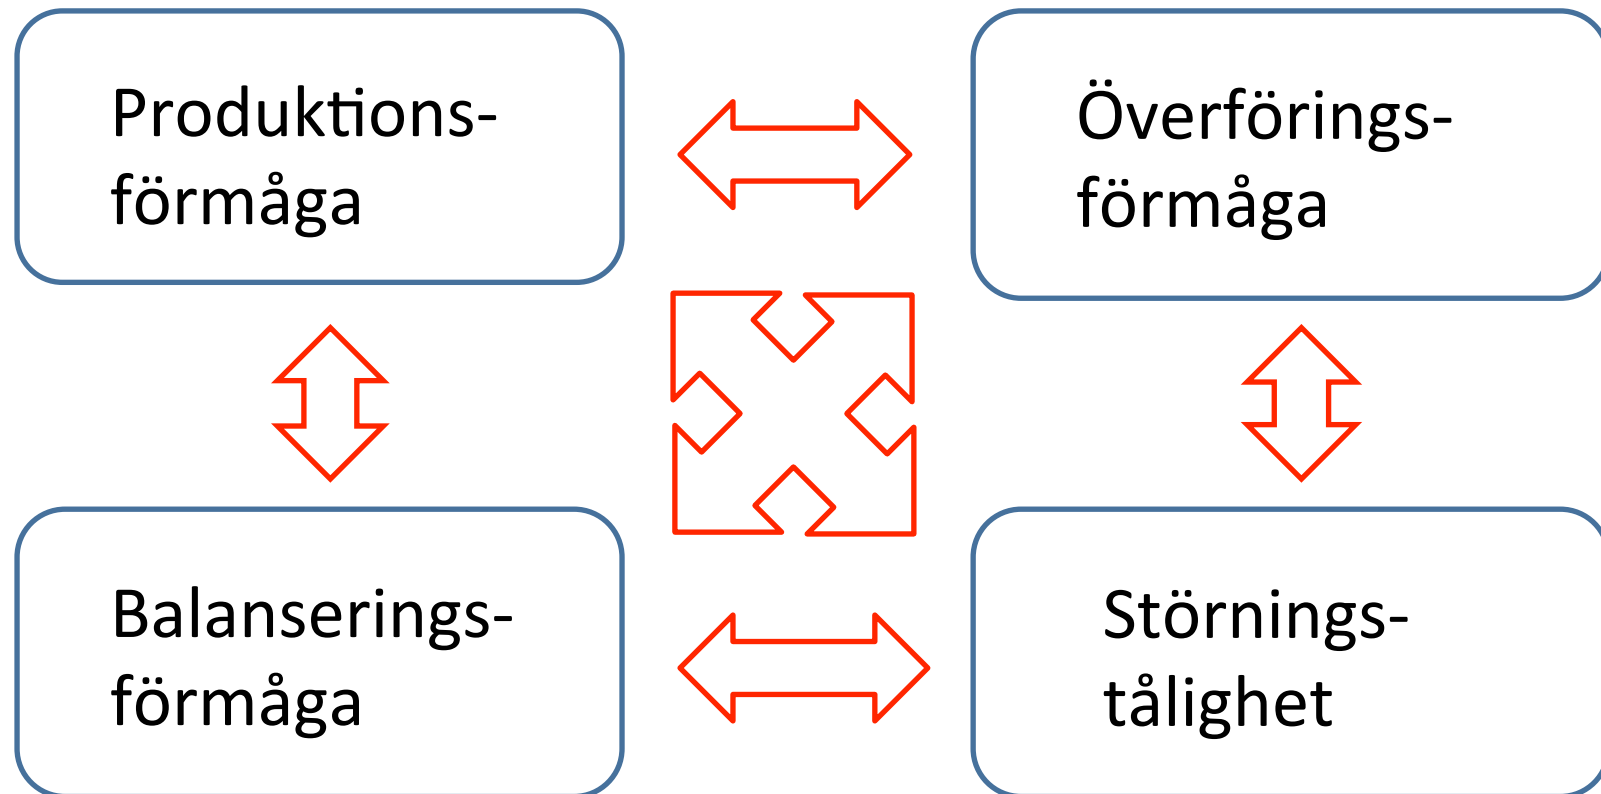 Produktions-
förmåga
Överförings-
förmåga
Balanserings-
förmåga
Störnings-
tålighet